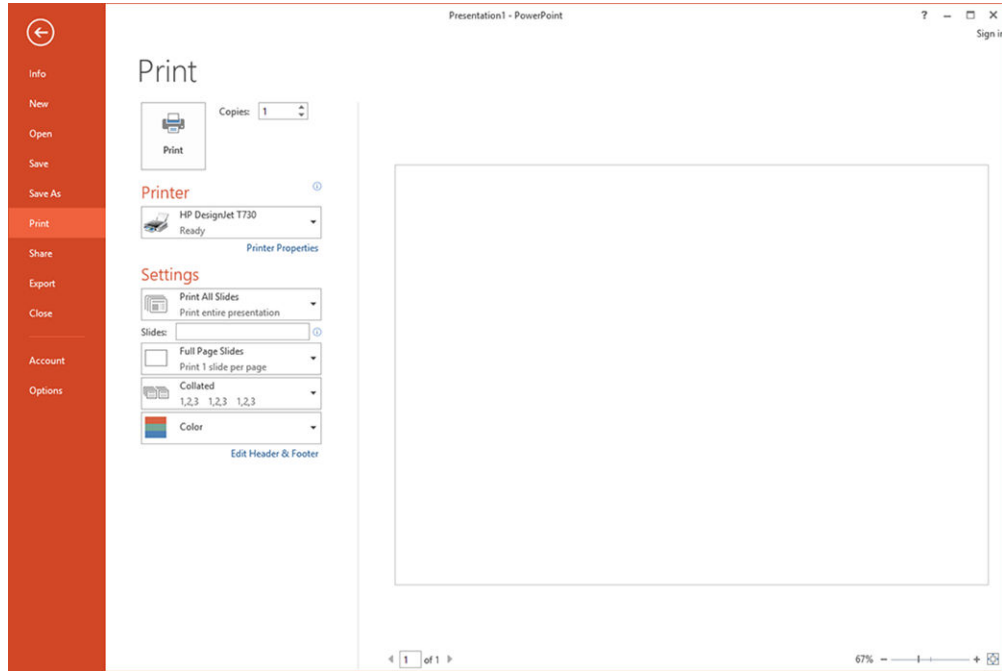 Presentation1 - PowerPoint
?
Sign in
Info
New
Open
Save
Save As
Print
Share
Export
Close
Account
Options
Print
Print
Copies: 1
Printer
HP DesignJet T730
Ready
Printer Properties
Settings
Print All Slides
Print entire presentation
Slides:
Full Page Slides
Print 1 slide per page
Collated
1,2,3 1,2,3 1,2,3
Color
Edit Header & Footer
1 of 1
67%